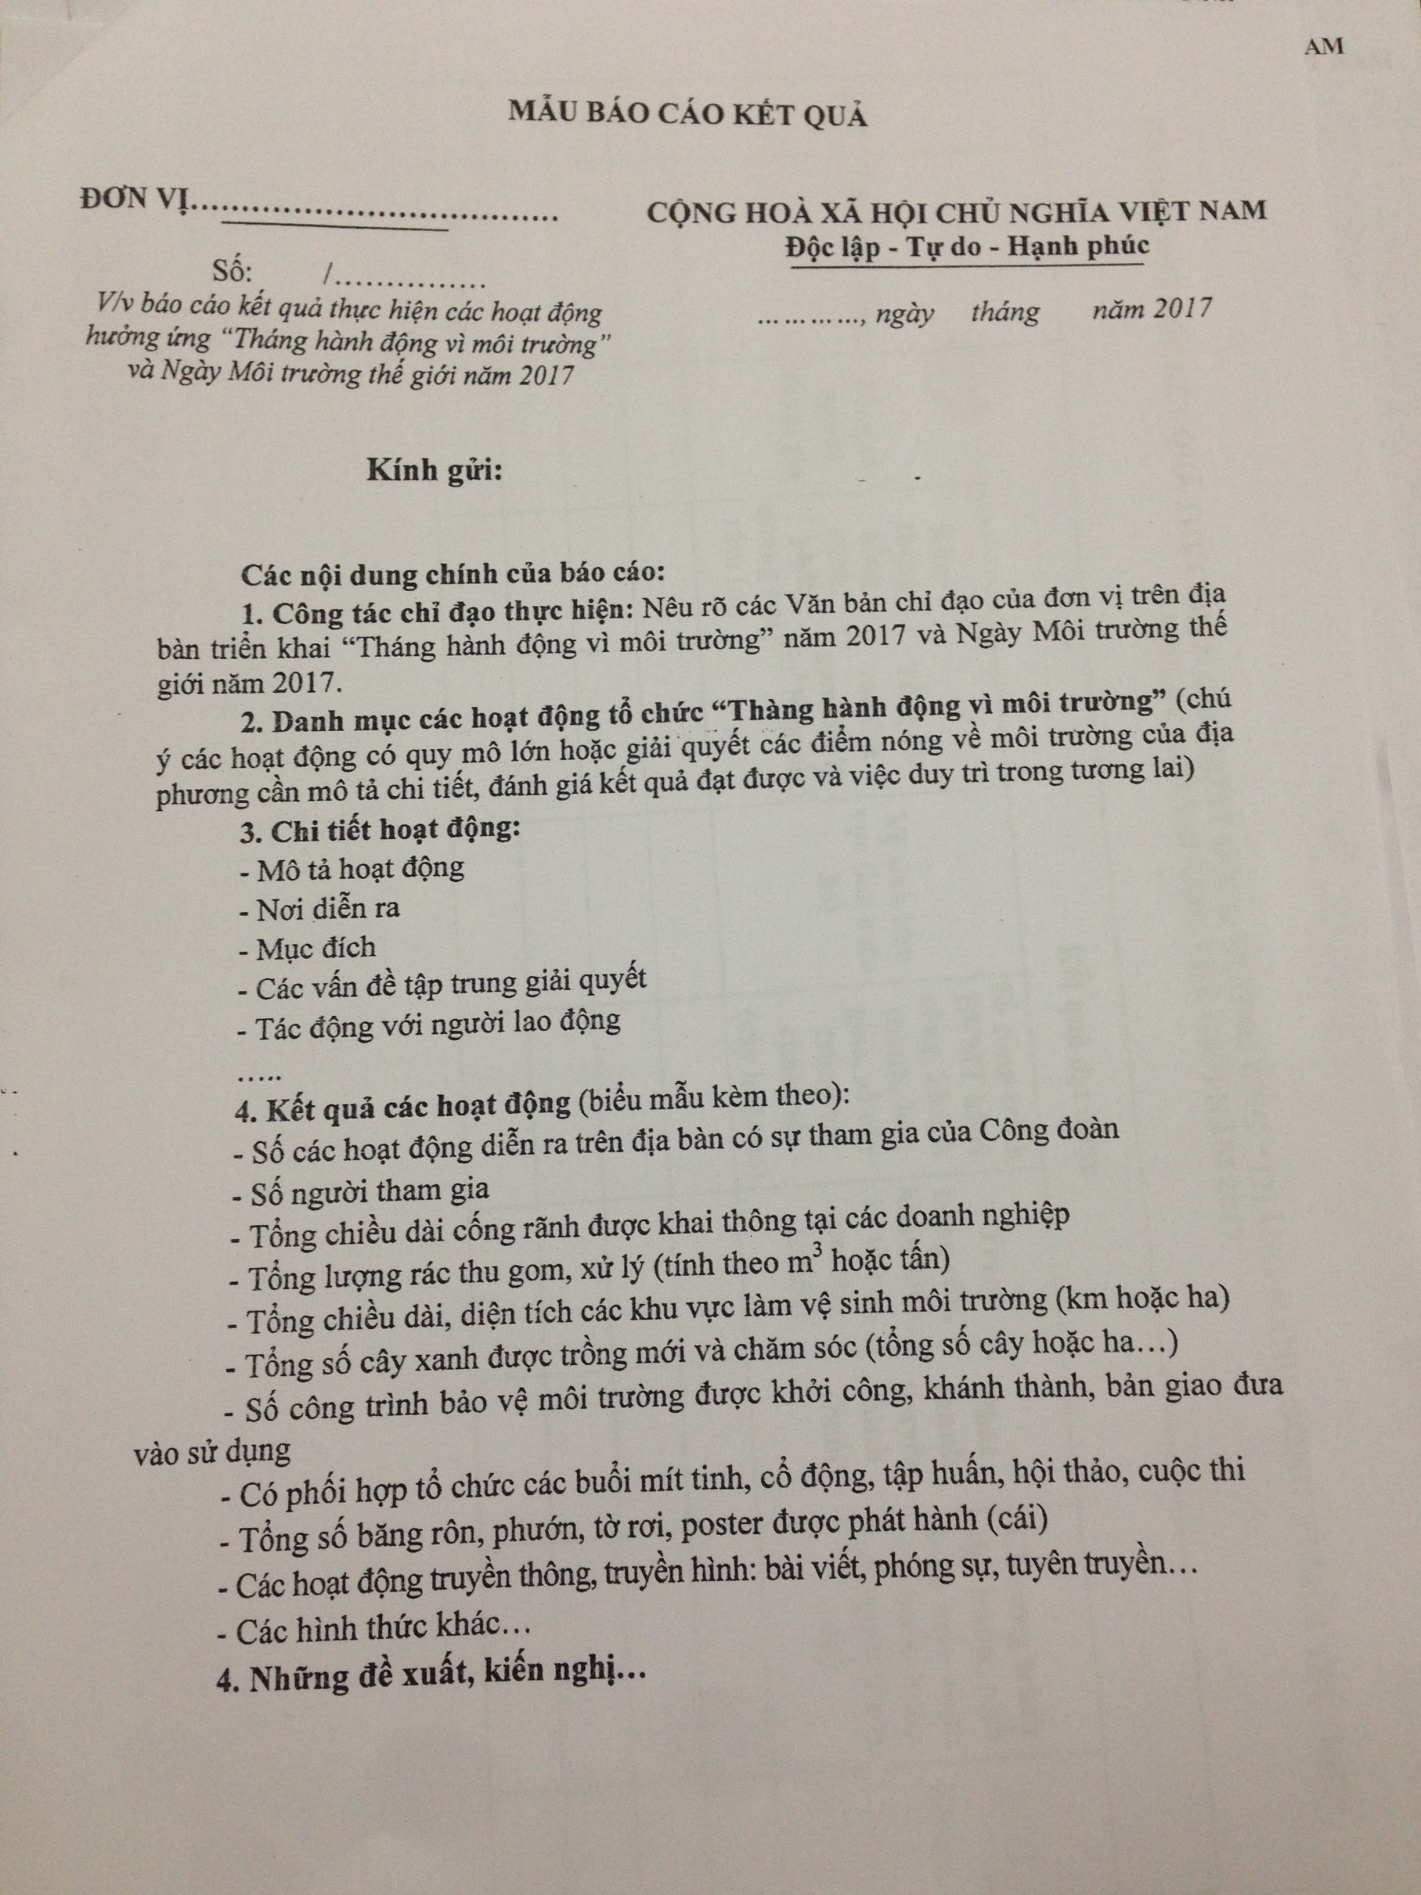 AM
MẪU BÁO CÁO KẾT QUẢ
ĐƠN VỊ.....................................
CỘNG HOÀ XÃ HỘI CHỦ NGHĨA VIỆT NAM
Độc lập - Tự do - Hạnh phúc
Số: /................
V/v báo cáo kết quả thực hiện các hoạt động
hưởng ứng “Tháng hành động vì môi trường”
và Ngày Môi trường thế giới năm 2017
…………, ngày tháng năm 2017
Kính gửi:
Các nội dung chính của báo cáo:
1. Công tác chỉ đạo thực hiện: Nêu rõ các Văn bản chỉ đạo của đơn vị trên địa
bàn triển khai “Tháng hành động vì môi trường” năm 2017 và Ngày Môi trường thế
giới năm 2017.
2. Danh mục các hoạt động tổ chức “Thàng hành động vì môi trường” (chú
ý các hoạt động có quy mô lớn hoặc giải quyết các điểm nóng về môi trường của địa
phương cần mô tả chi tiết, đánh giá kết quả đạt được và việc duy trì trong tương lai)
3. Chi tiết hoạt động:
- Mô tả hoạt động
- Nơi diễn ra
- Mục đích
- Các vấn đề tập trung giải quyết
- Tác động với người lao động
…..
4. Kết quả các hoạt động (biểu mẫu kèm theo):
- Số các hoạt động diễn ra trên địa bàn có sự tham gia của Công đoàn
- Số người tham gia
- Tổng chiều dài cống rãnh được khai thông tại các doanh nghiệp
- Tổng lượng rác thu gom, xử lý (tính theo m³ hoặc tấn)
- Tổng chiều dài, diện tích các khu vực làm vệ sinh môi trường (km hoặc ha)
- Tổng số cây xanh được trồng mới và chăm sóc (tổng số cây hoặc ha…)
- Số công trình bảo vệ môi trường được khởi công, khánh thành, bản giao đưa
vào sử dụng
- Có phối hợp tổ chức các buổi mít tinh, cổ động, tập huấn, hội thảo, cuộc thi
- Tổng số băng rôn, phướn, tờ rơi, poster được phát hành (cái)
- Các hoạt động truyền thông, truyền hình: bài viết, phóng sự, tuyên truyền…
- Các hình thức khác…
4. Những đề xuất, kiến nghị…